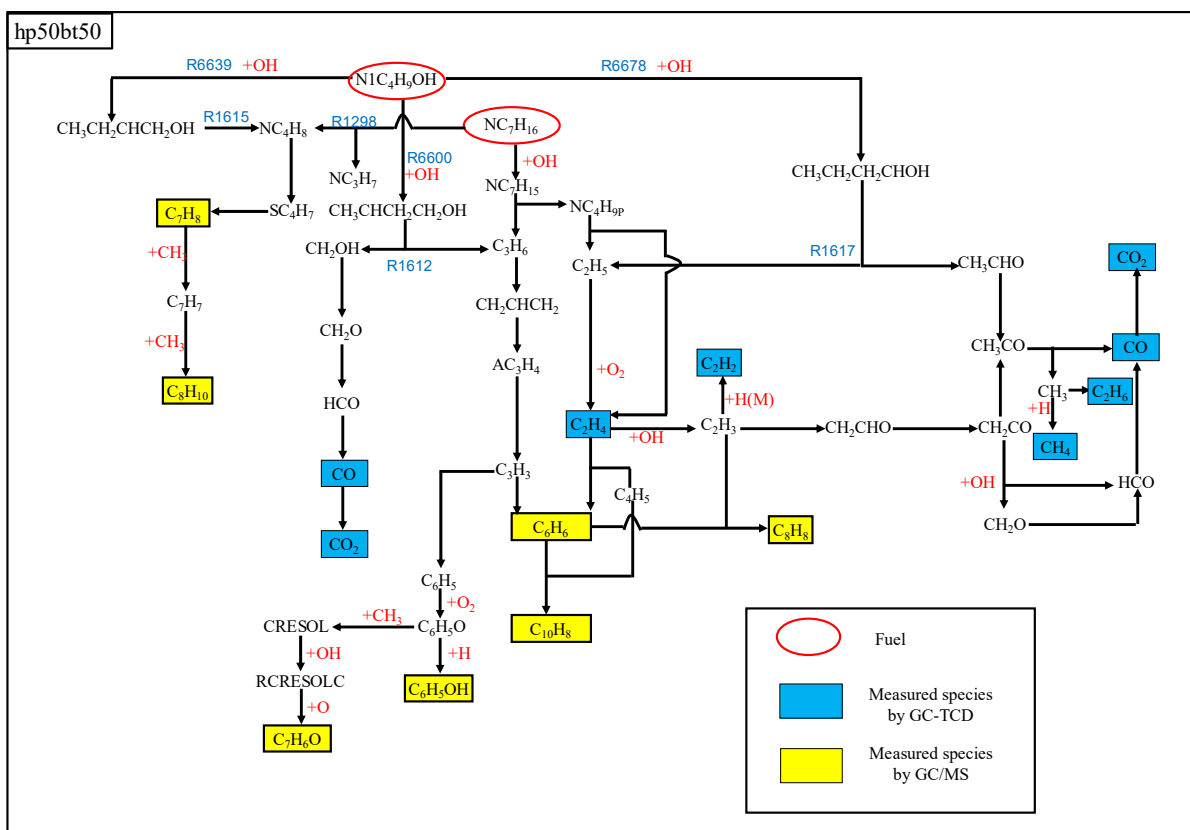 hp50bt50
R6639 +OH
N1C₄H₉OH
R6678 +OH
CH₃CH₂CHCH₂OH
R1615
NC₄H₈
R1298
NC₇H₁₆
R6600
+OH
+OH
NC₃H₇
NC₇H₁₅
CH₃CH₂CH₂CHOH
C₇H₈
SC₄H₇
CH₃CHCH₂CH₂OH
NC₄H₉P
+CH₃
CH₂OH
R1612
C₃H₆
C₂H₅
R1617
CH₃CHO
CO₂
C₇H₇
CH₂CHCH₂
+CH₃
CH₂O
AC₃H₄
+O₂
C₂H₂
CH₃CO
CO
C₈H₁₀
HCO
+H(M)
CH₃
C₂H₆
+H
C₂H₄
+OH
C₂H₃
CH₂CHO
CH₂CO
CH₄
CO
C₃H₃
C₄H₅
+OH
HCO
CO₂
C₆H₆
C₈H₈
CH₂O
C₆H₅
+O₂
CRESOL
+CH₃
C₆H₅O
C₁₀H₈
+OH
+H
RCRESOLC
C₆H₅OH
+O
C₇H₆O
Fuel
Measured species
by GC-TCD
Measured species
by GC/MS